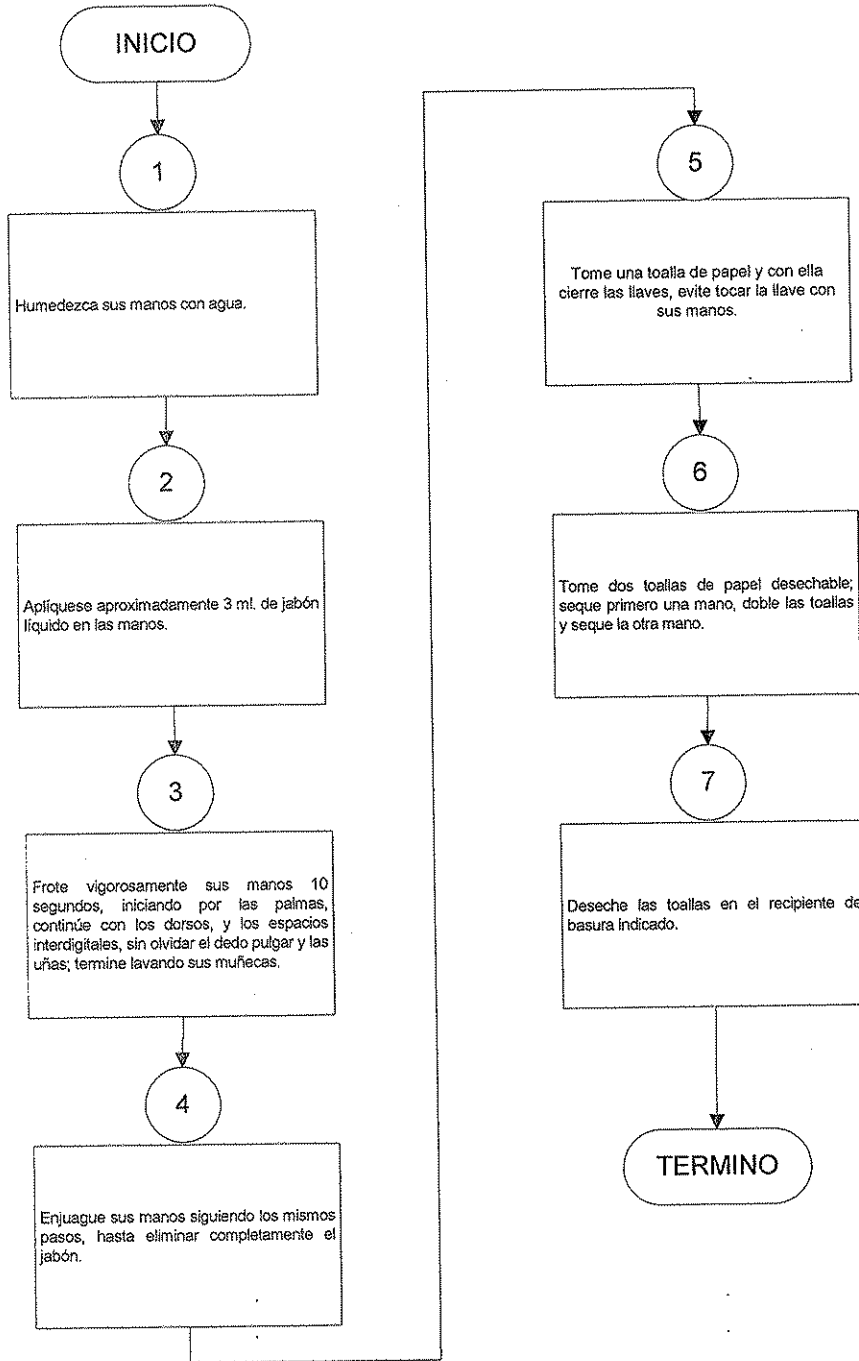 INICIO
1
Humedezca sus manos con agua.
2
Aplíquese aproximadamente 3 ml. de jabón
líquido en las manos.
3
Frote vigorosamente sus manos 10
segundos, iniciando por las palmas,
continúe con los dorsos, y los espacios
interdigitales, sin olvidar el dedo pulgar y las
uñas; termine lavando sus muñecas.
4
Enjuague sus manos siguiendo los mismos
pasos, hasta eliminar completamente el
jabón.
5
Tome una toalla de papel y con ella
cierre las llaves, evite tocar la llave con
sus manos.
6
Tome dos toallas de papel desechable;
seque primero una mano, doble las toallas
y seque la otra mano.
7
Deseche las toallas en el recipiente de
basura indicado.
TERMINO